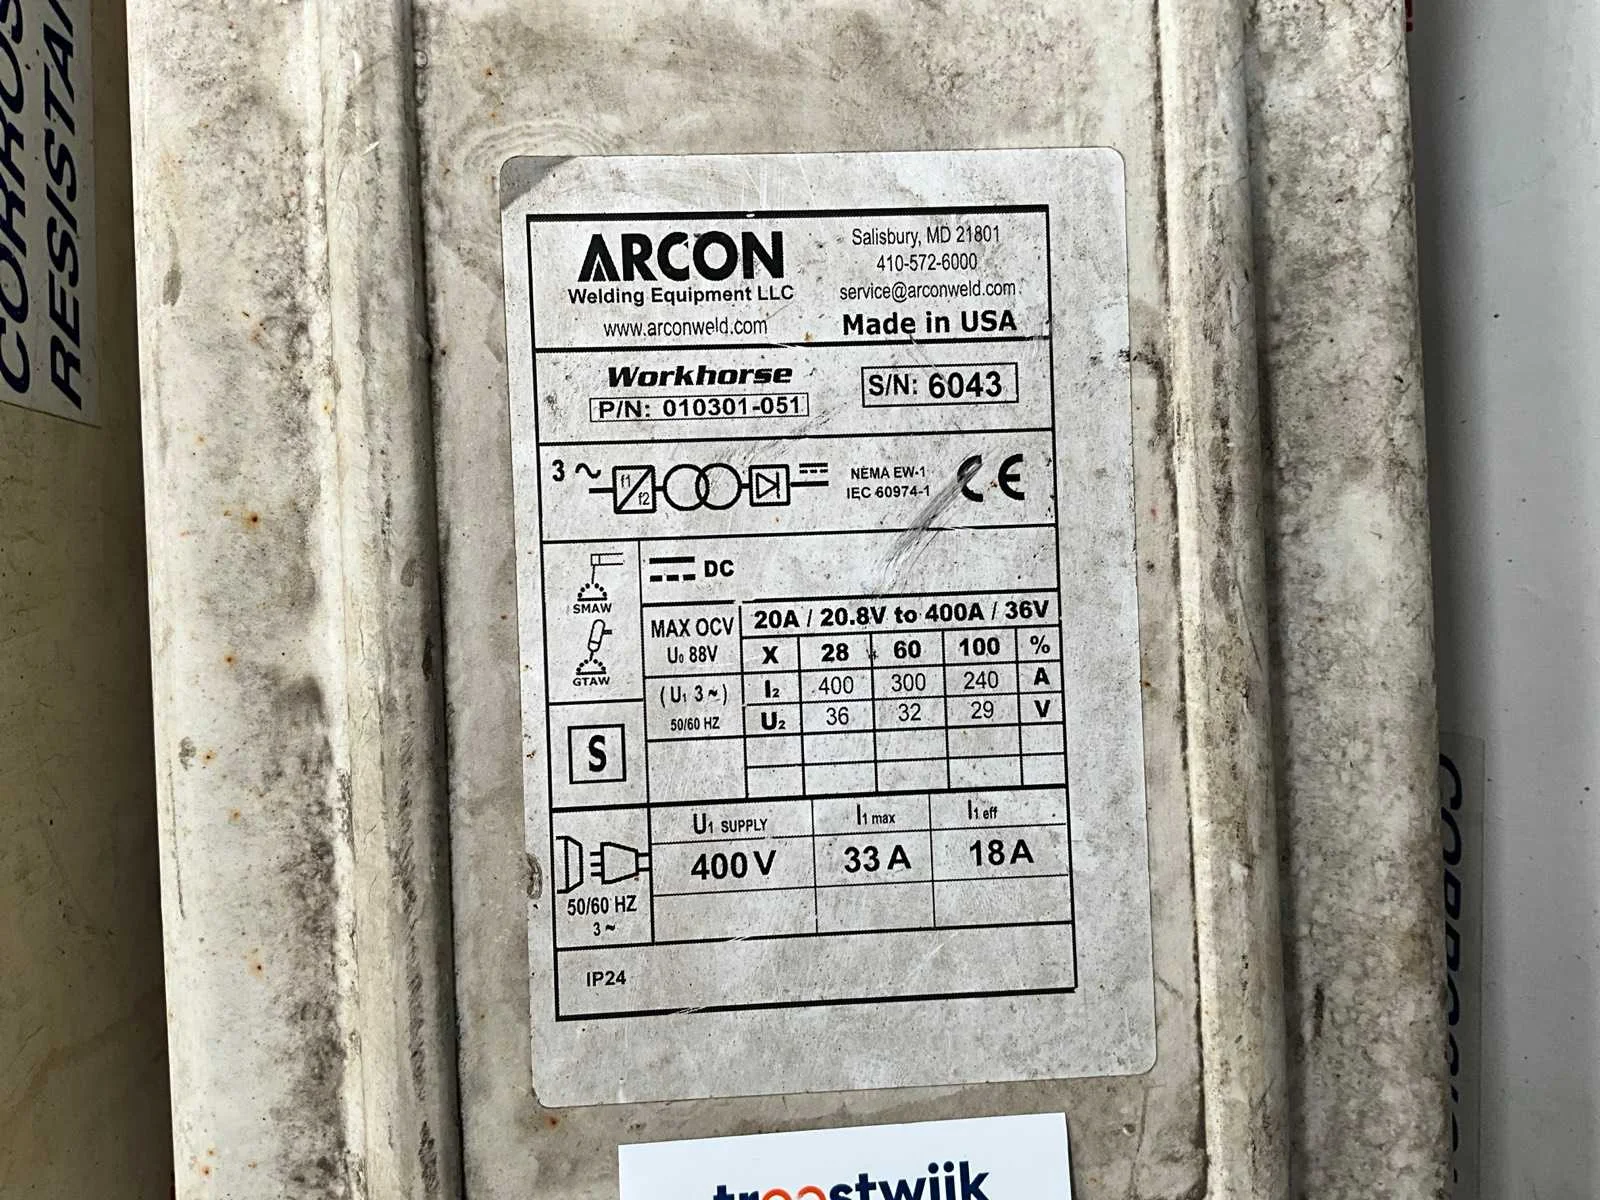 CORROS
RESISTAN
ARCON
Welding Equipment LLC
www.arconweld.com
Salisbury, MD 21801
410-572-6000
service@arconweld.com
Made in USA
Workhorse
P/N: 010301-051
S/N: 6043
3 ~
f1
f2
NEMA EW-1
IEC 60974-1
CE
SMAW
GTAW
S
DC
MAX OCV
U₀ 88V
20A / 20.8V to 400A / 36V
X 28 60 100 %
(U₁ 3~)
50/60 HZ
I₂ 400 300 240 A
U₂ 36 32 29 V
U₁ SUPPLY I₁ max I₁ eff
400 V 33 A 18 A
50/60 HZ
3 ~
IP24
troostwijk